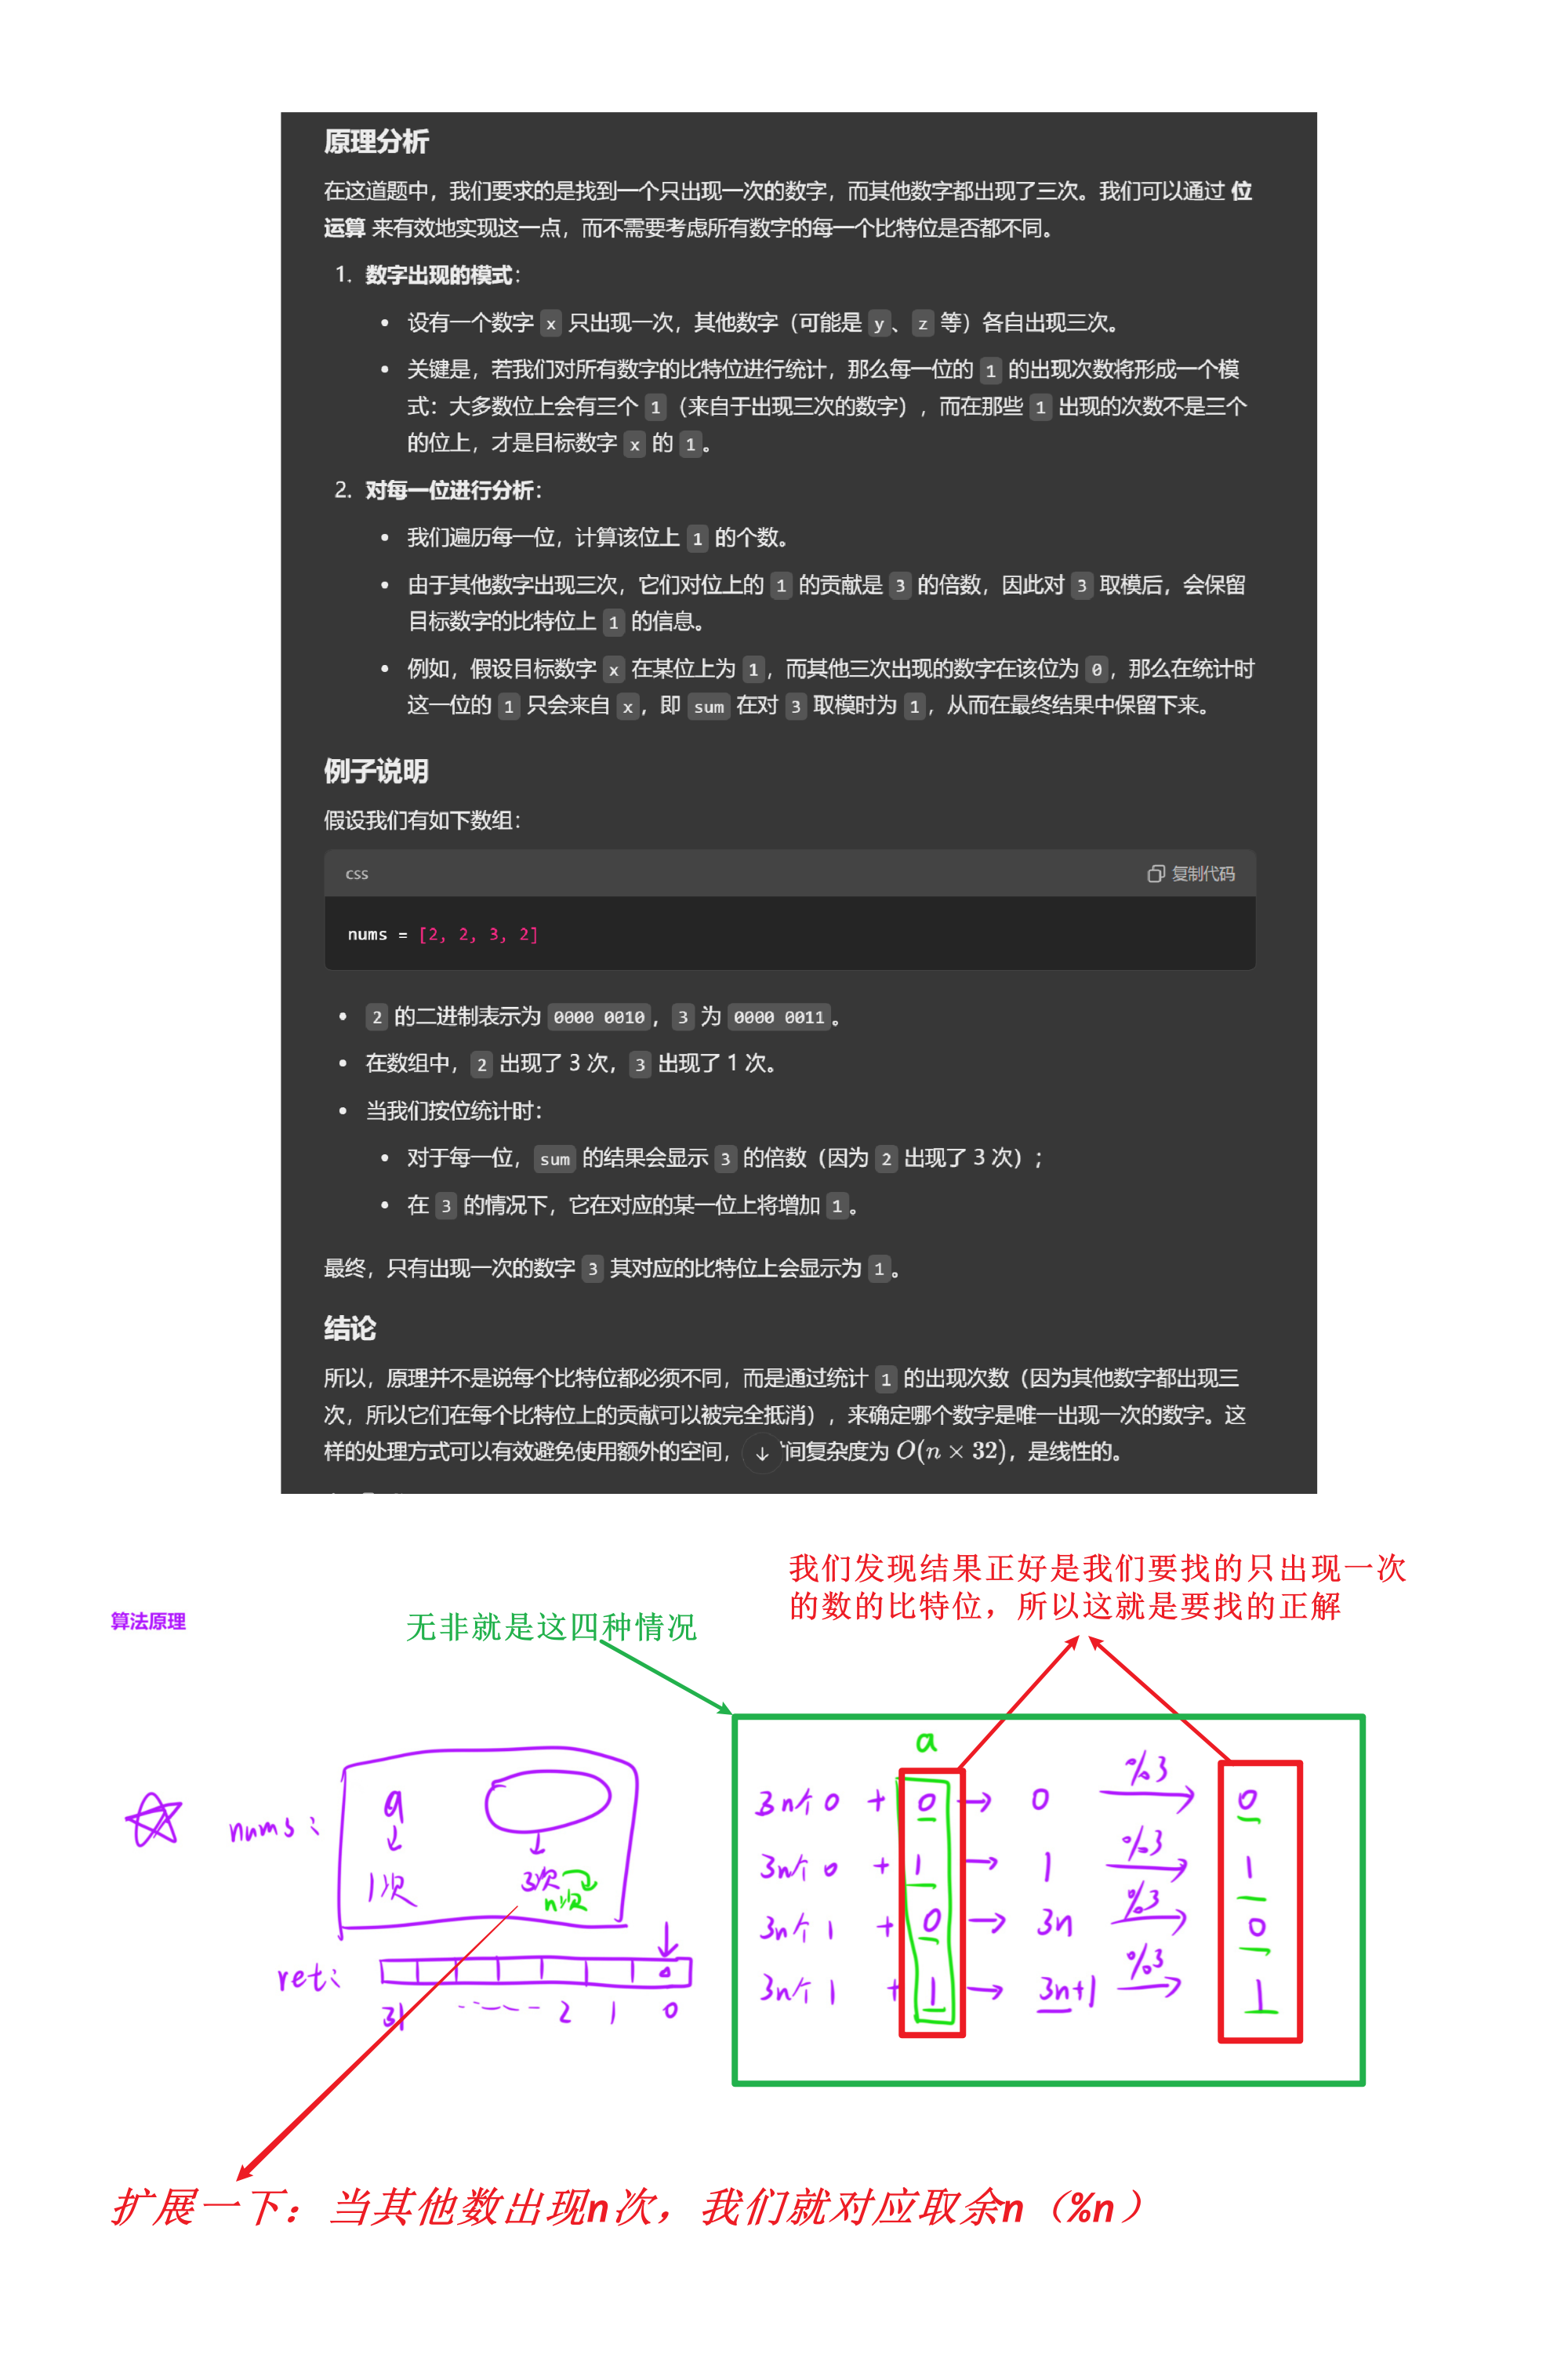 原理分析
在这道题中，我们要求的是找到一个只出现一次的数字，而其他数字都出现了三次。我们可以通过 位
运算 来有效地实现这一点，而不需要考虑所有数字的每一个比特位是否都不同。
1. 数字出现的模式：
• 设有一个数字 x 只出现一次，其他数字（可能是 y、z 等）各自出现三次。
• 关键是，若我们对所有数字的比特位进行统计，那么每一位的 1 的出现次数将形成一个模
式：大多数位上会有三个 1（来自于出现三次的数字），而在那些 1 出现的次数不是三个
的位上，才是目标数字 x 的 1。
2. 对每一位进行分析：
• 我们遍历每一位，计算该位上 1 的个数。
• 由于其他数字出现三次，它们对位上的 1 的贡献是 3 的倍数，因此对 3 取模后，会保留
目标数字的比特位上 1 的信息。
• 例如，假设目标数字 x 在某位上为 1，而其他三次出现的数字在该位为 0，那么在统计时
这一位的 1 只会来自 x，即 sum 在对 3 取模时为 1，从而在最终结果中保留下来。
例子说明
假设我们有如下数组：
css 复制代码
nums = [2, 2, 3, 2]
• 2 的二进制表示为 0000 0010，3 为 0000 0011。
• 在数组中，2 出现了 3 次，3 出现了 1 次。
• 当我们按位统计时：
• 对于每一位，sum 的结果会显示 3 的倍数（因为 2 出现了 3 次）；
• 在 3 的情况下，它在对应的某一位上将增加 1。
最终，只有出现一次的数字 3 其对应的比特位上会显示为 1。
结论
所以，原理并不是说每个比特位都必须不同，而是通过统计 1 的出现次数（因为其他数字都出现三
次，所以它们在每个比特位上的贡献可以被完全抵消），来确定哪个数字是唯一出现一次的数字。这
样的处理方式可以有效避免使用额外的空间， 间复杂度为 O(n × 32)，是线性的。
我们发现结果正好是我们要找的只出现一次
的数的比特位，所以这就是要找的正解
算法原理
无非就是这四种情况
nums：
a
1次
3次
n次
ret：
0
31 ------ 2 1 0
a
3n个0 + 0 → 0 %3 0
3n个0 + 1 → 1 %3 1
3n个1 + 0 → 3n %3 0
3n个1 + 1 → 3n+1 %3 1
扩展一下：当其他数出现n次，我们就对应取余n（%n）